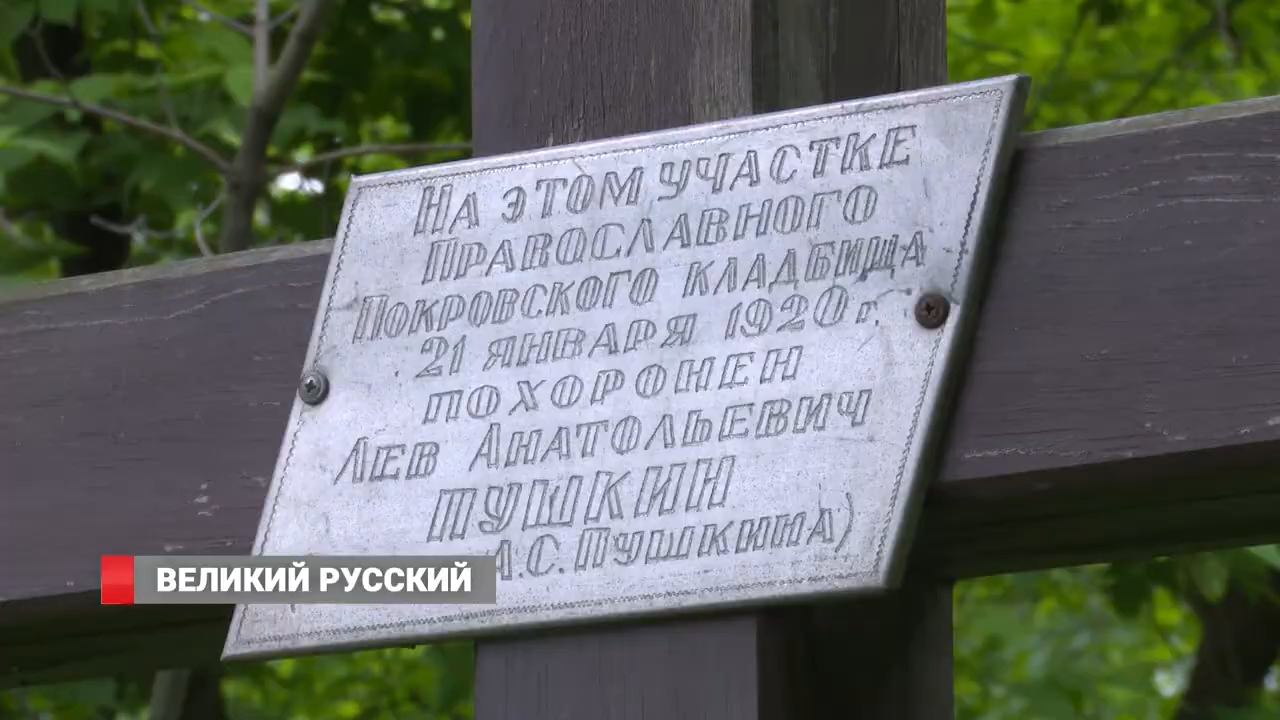 На этом участке
Православного
Покровского кладбища
21 января 1920 г.
похоронен
Лев Анатольевич
Пушкин
А.С. Пушкина)
ВЕЛИКИЙ РУССКИЙ